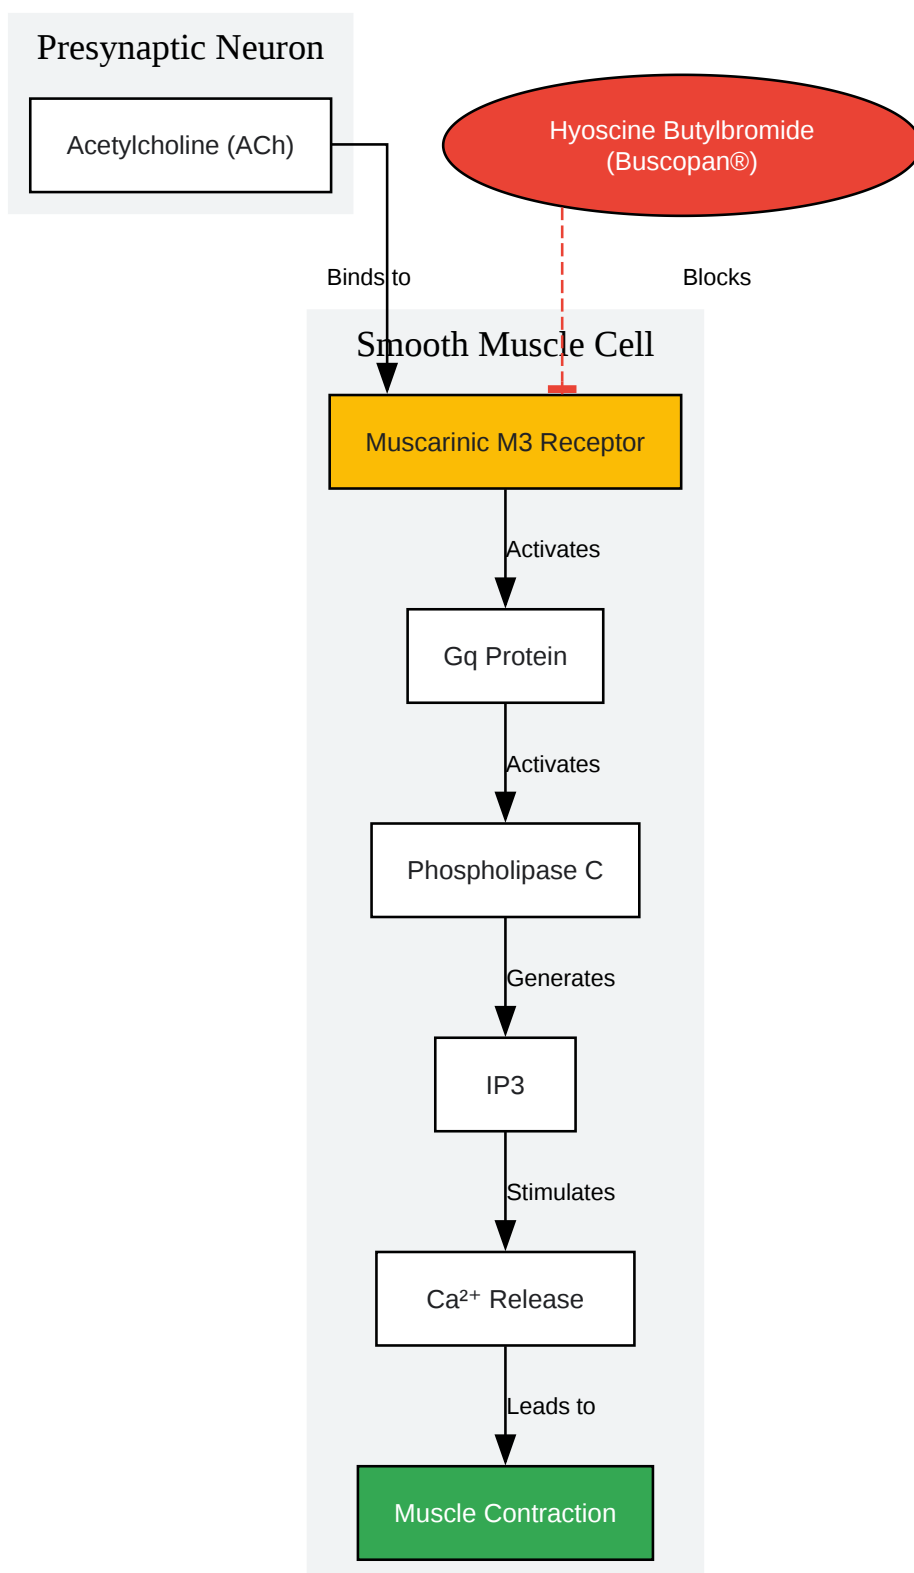 Presynaptic Neuron
Acetylcholine (ACh)
Hyoscine Butylbromide
(Buscopan®)
Binds to
Blocks
Smooth Muscle Cell
Muscarinic M3 Receptor
Activates
Gq Protein
Activates
Phospholipase C
Generates
IP3
Stimulates
Ca²⁺ Release
Leads to
Muscle Contraction